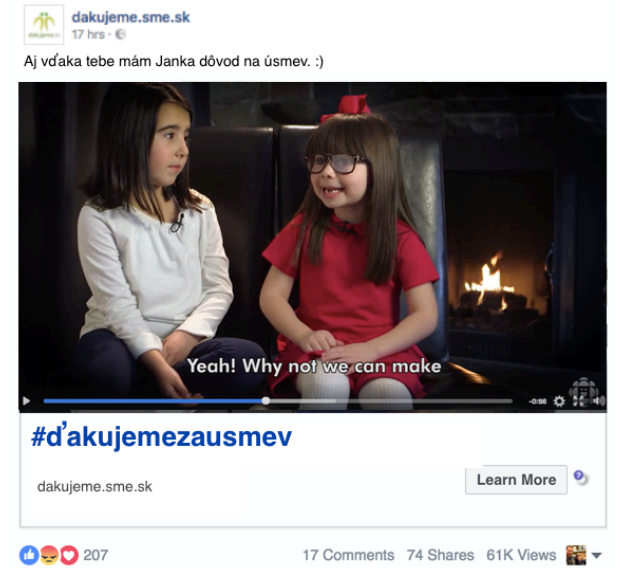 dakujeme.sme.sk
17 hrs ·
Aj vďaka tebe mám Janka dôvod na úsmev. :)
Yeah! Why not we can make
-0:56
#ďakujemezausmev
dakujeme.sme.sk
Learn More
207
17 Comments 74 Shares 61K Views